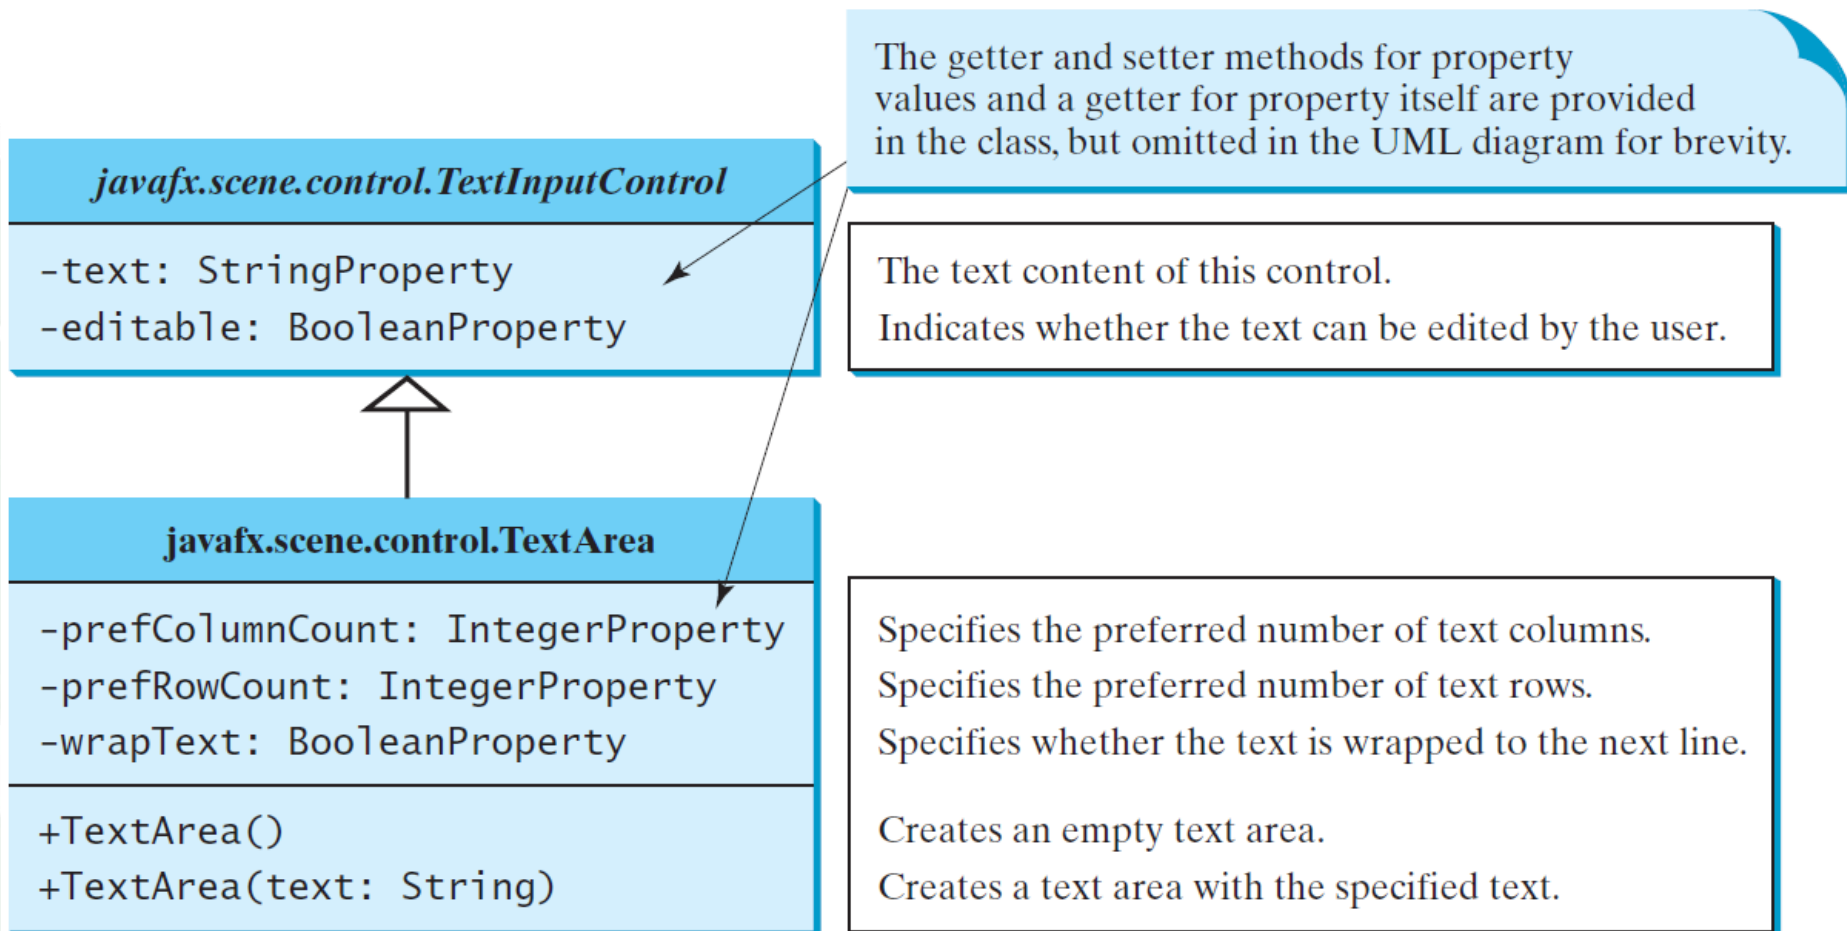 The getter and setter methods for property
values and a getter for property itself are provided
in the class, but omitted in the UML diagram for brevity.
javafx.scene.control.TextInputControl
-text: StringProperty
The text content of this control.
-editable: BooleanProperty
Indicates whether the text can be edited by the user.
javafx.scene.control.TextArea
-prefColumnCount: IntegerProperty
Specifies the preferred number of text columns.
-prefRowCount: IntegerProperty
Specifies the preferred number of text rows.
-wrapText: BooleanProperty
Specifies whether the text is wrapped to the next line.
+TextArea()
Creates an empty text area.
+TextArea(text: String)
Creates a text area with the specified text.